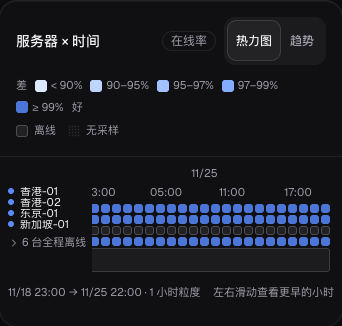 服务器 × 时间 在线率 热力图 趋势
差 < 90% 90–95% 95–97% 97–99%
≥ 99% 好
离线 无采样
11/25
3:00 05:00 11:00 17:00
香港-01
香港-02
东京-01
新加坡-01
6 台全程离线
11/18 23:00 → 11/25 22:00 · 1 小时粒度 左右滑动查看更早的小时